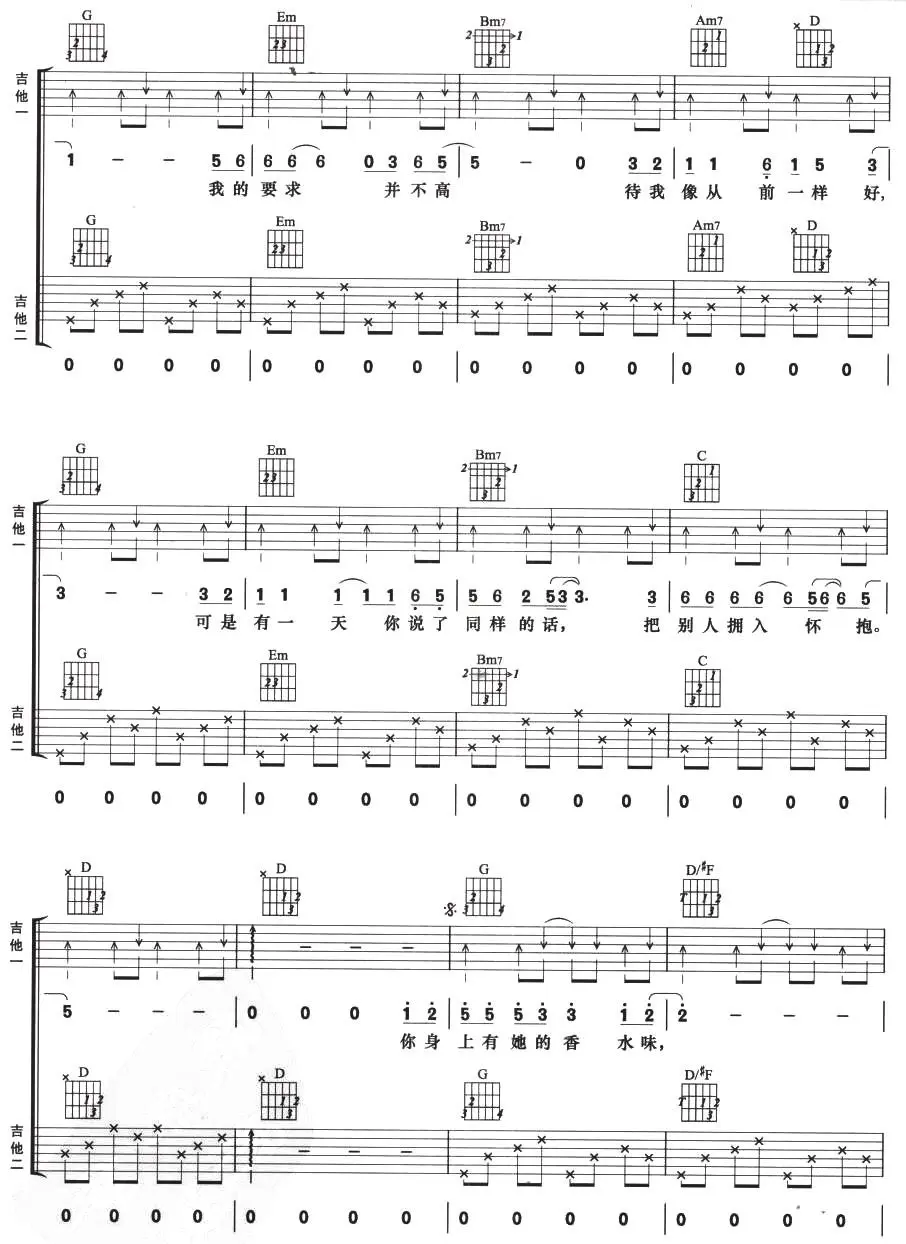 G Em Bm7 Am7 D
吉他一
1 - - 5 6 | 6 6 6 0 3 6 5 | 5 - 0 3 2 | 1 1 6 1 5 3
我的要求 并不高 待我像从 前一样 好,
G Em Bm7 Am7 D
吉他二
0 0 0 0 | 0 0 0 0 | 0 0 0 0 | 0 0 0 0
G Em Bm7 C
吉他一
3 - - 3 2 | 1 1 1 1 1 6 5 | 5 6 2 5 3 3. 3 | 6 6 6 6 6 6 5 6 6 5
可是有一 天 你说了同样的话, 把别人拥入 怀 抱。
G Em Bm7 C
吉他二
0 0 0 0 | 0 0 0 0 | 0 0 0 0 | 0 0 0 0
D D G D/#F
吉他一
5 - - - | 0 0 0 1 2 | 5 5 5 3 3 1 2 | 2 - - -
你身上有她的香 水味,
D D G D/#F
吉他二
0 0 0 0 | 0 0 0 0 | 0 0 0 0 | 0 0 0 0